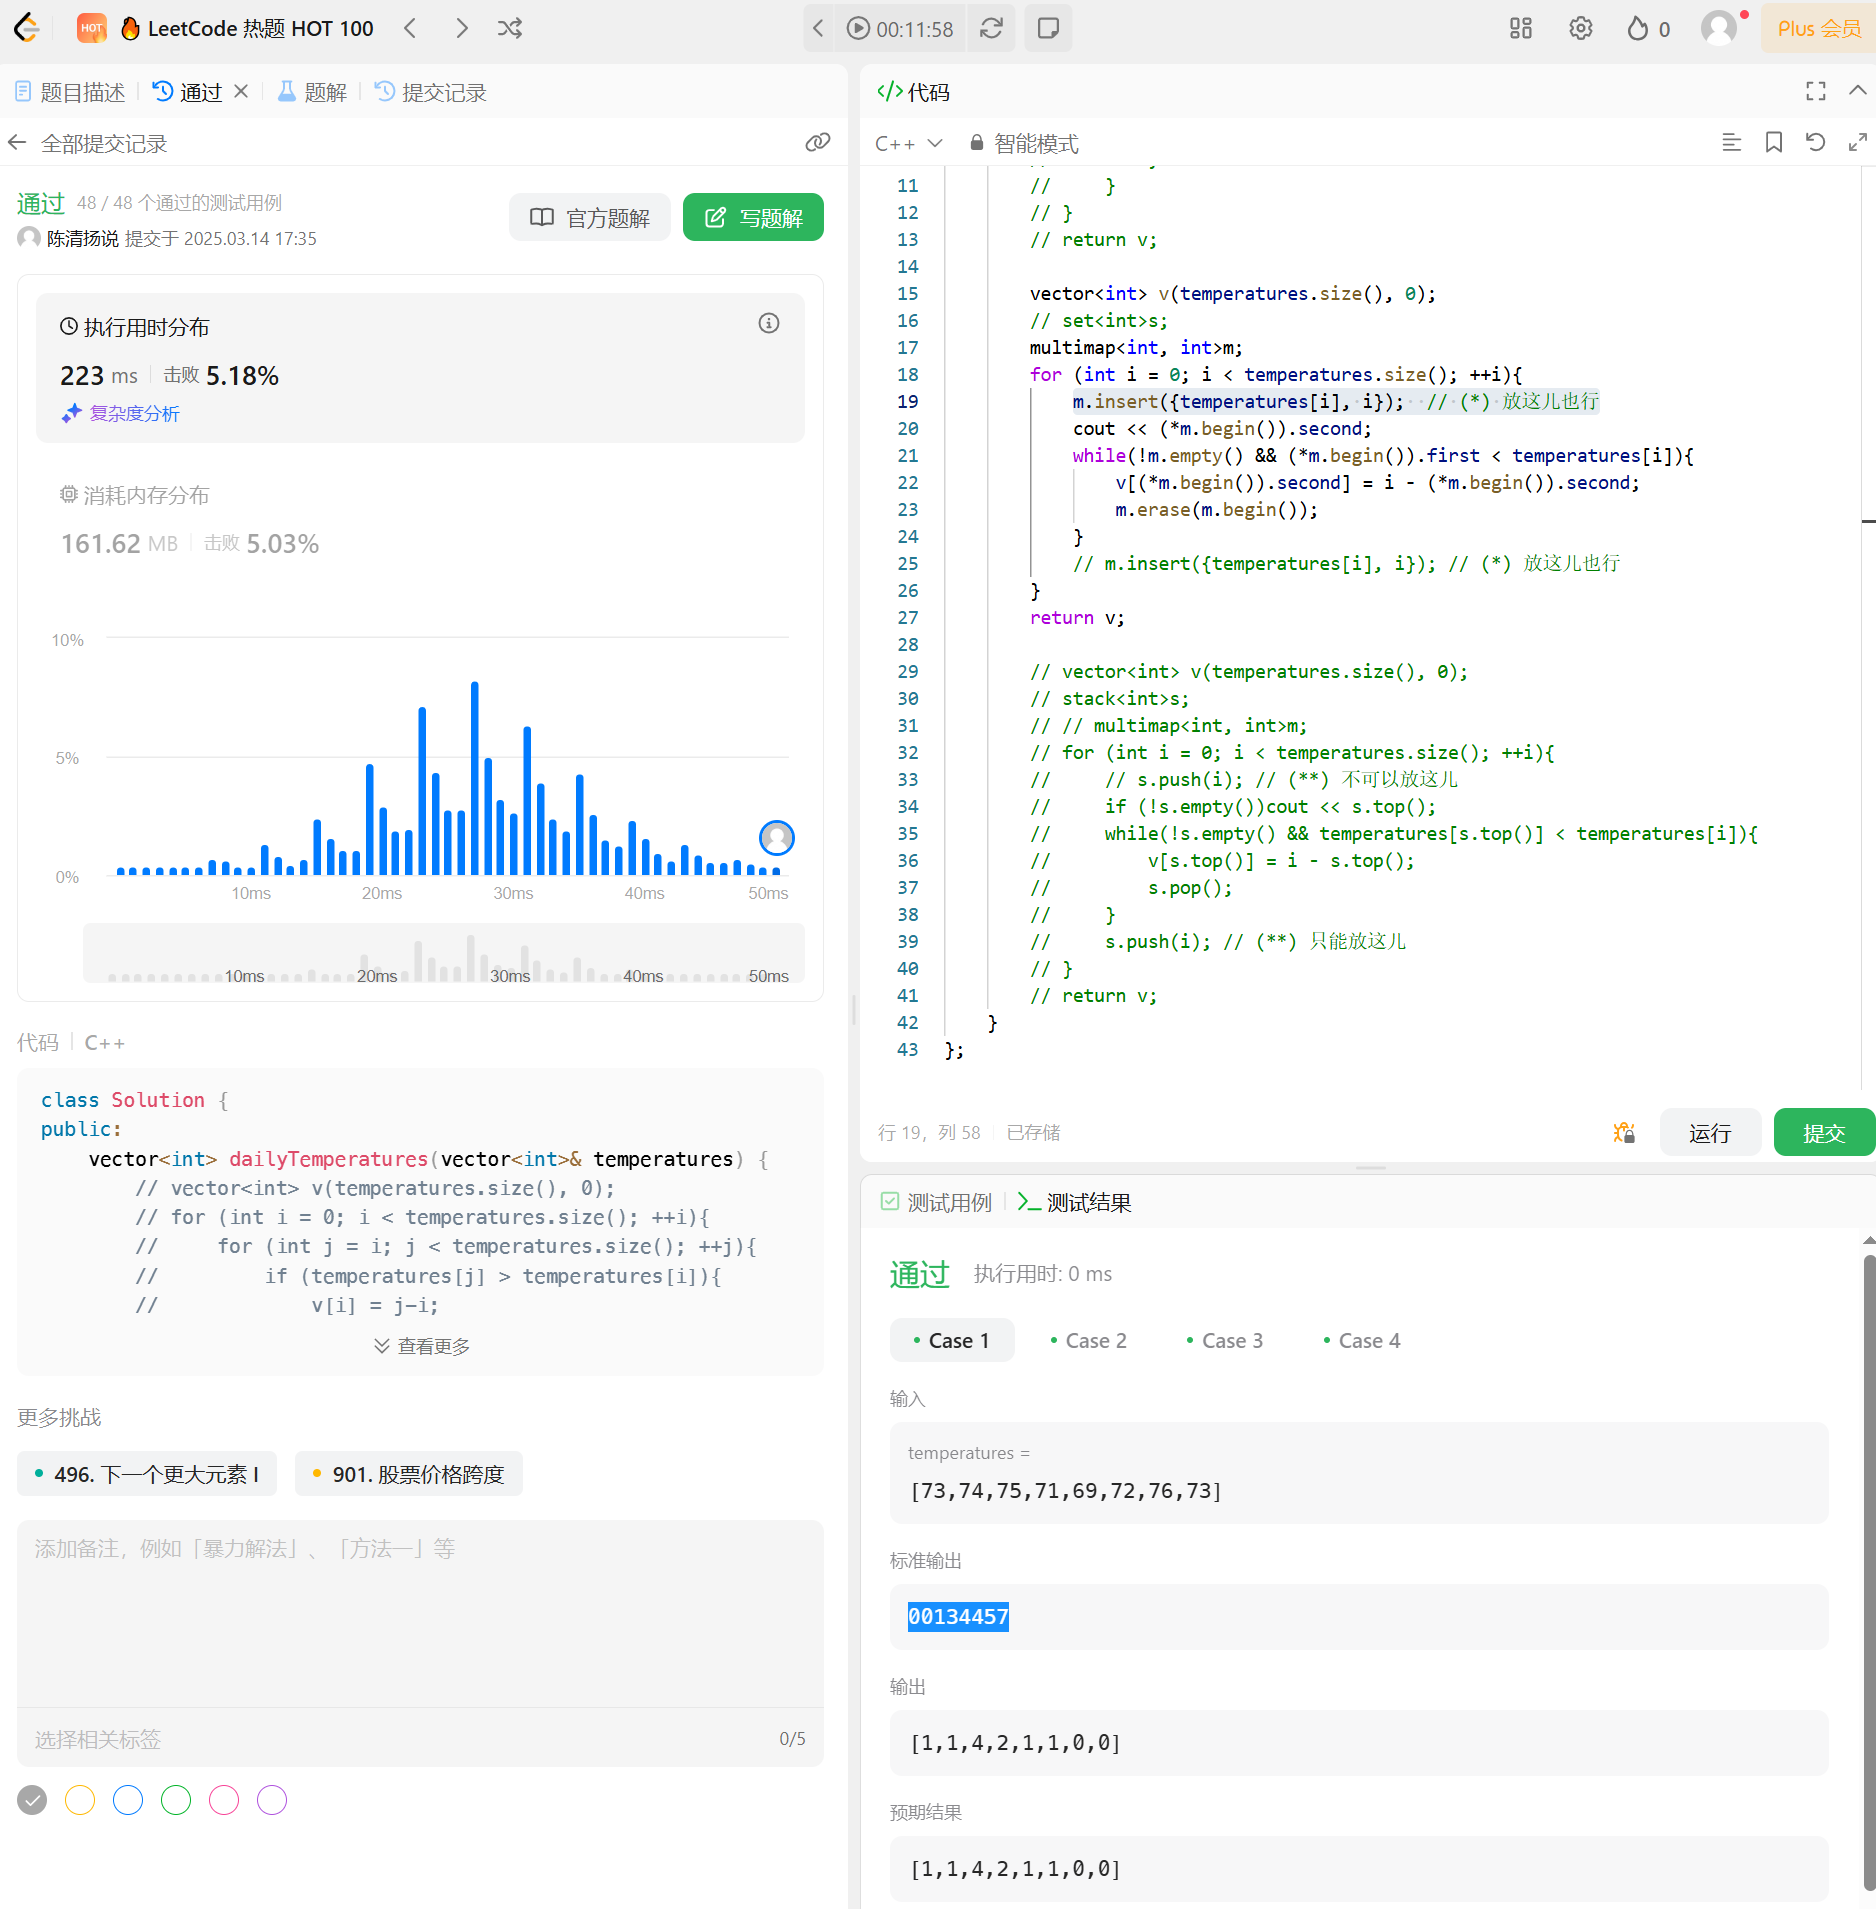 HOT LeetCode 热题 HOT 100
00:11:58
0
Plus 会员
题目描述
通过
题解
提交记录
全部提交记录
通过 48 / 48 个通过的测试用例
陈清扬说 提交于 2025.03.14 17:35
官方题解
写题解
执行用时分布
223 ms 击败 5.18%
复杂度分析
消耗内存分布
161.62 MB 击败 5.03%
10%
5%
0%
10ms 20ms 30ms 40ms 50ms
10ms 20ms 30ms 40ms 50ms
代码 C++
class Solution {
public:
    vector<int> dailyTemperatures(vector<int>& temperatures) {
        // vector<int> v(temperatures.size(), 0);
        // for (int i = 0; i < temperatures.size(); ++i){
        //     for (int j = i; j < temperatures.size(); ++j){
        //         if (temperatures[j] > temperatures[i]){
        //             v[i] = j-i;
查看更多
更多挑战
496. 下一个更大元素 I
901. 股票价格跨度
添加备注，例如「暴力解法」、「方法一」等
选择相关标签 0/5
</> 代码
C++ 智能模式
11 //     }
12 // }
13 // return v;
14
15 vector<int> v(temperatures.size(), 0);
16 // set<int>s;
17 multimap<int, int>m;
18 for (int i = 0; i < temperatures.size(); ++i){
19     m.insert({temperatures[i], i});  // (*) 放这儿也行
20     cout << (*m.begin()).second;
21     while(!m.empty() && (*m.begin()).first < temperatures[i]){
22         v[(*m.begin()).second] = i - (*m.begin()).second;
23         m.erase(m.begin());
24     }
25     // m.insert({temperatures[i], i}); // (*) 放这儿也行
26 }
27 return v;
28
29 // vector<int> v(temperatures.size(), 0);
30 // stack<int>s;
31 // // multimap<int, int>m;
32 // for (int i = 0; i < temperatures.size(); ++i){
33 //     // s.push(i); // (**) 不可以放这儿
34 //     if (!s.empty())cout << s.top();
35 //     while(!s.empty() && temperatures[s.top()] < temperatures[i]){
36 //         v[s.top()] = i - s.top();
37 //         s.pop();
38 //     }
39 //     s.push(i); // (**) 只能放这儿
40 // }
41 // return v;
42     }
43 };
行 19，列 58 已存储
运行
提交
测试用例
测试结果
通过 执行用时: 0 ms
Case 1 Case 2 Case 3 Case 4
输入
temperatures =
[73,74,75,71,69,72,76,73]
标准输出
00134457
输出
[1,1,4,2,1,1,0,0]
预期结果
[1,1,4,2,1,1,0,0]